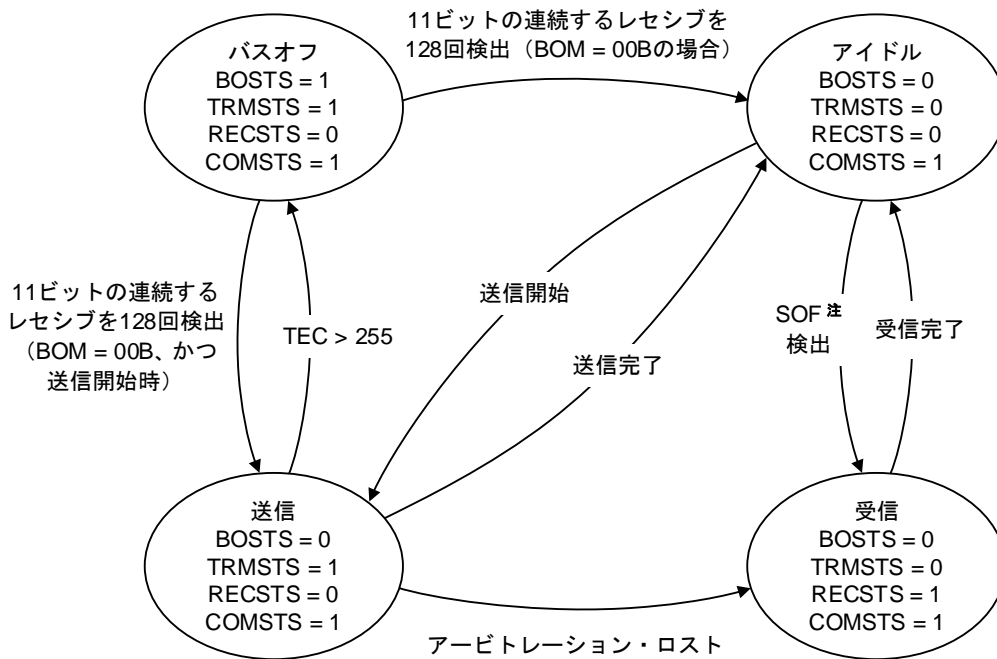 11ビットの連続するレセシブを
128回検出（BOM = 00Bの場合）
バスオフ
BOSTS = 1
TRMSTS = 1
RECSTS = 0
COMSTS = 1
アイドル
BOSTS = 0
TRMSTS = 0
RECSTS = 0
COMSTS = 1
11ビットの連続する
レセシブを128回検出
（BOM = 00B、かつ
送信開始時）
TEC > 255
送信開始
送信完了
SOF 注
検出
受信完了
送信
BOSTS = 0
TRMSTS = 1
RECSTS = 0
COMSTS = 1
受信
BOSTS = 0
TRMSTS = 0
RECSTS = 1
COMSTS = 1
アービトレーション・ロスト